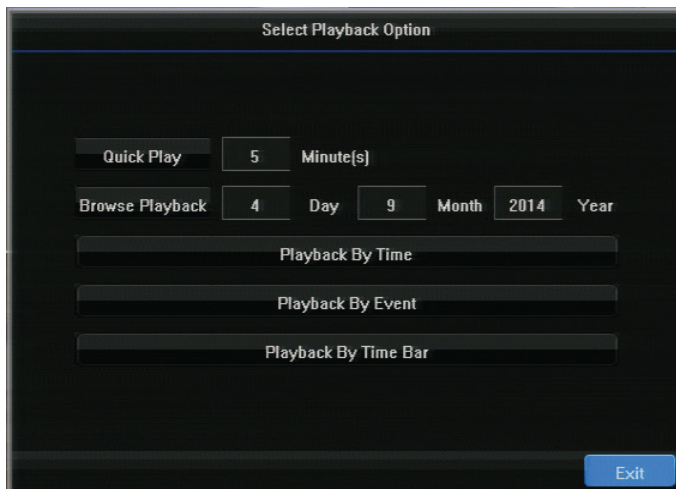 Select Playback Option
Quick Play 5 Minute(s)
Browse Playback 4 Day 9 Month 2014 Year
Playback By Time
Playback By Event
Playback By Time Bar
Exit